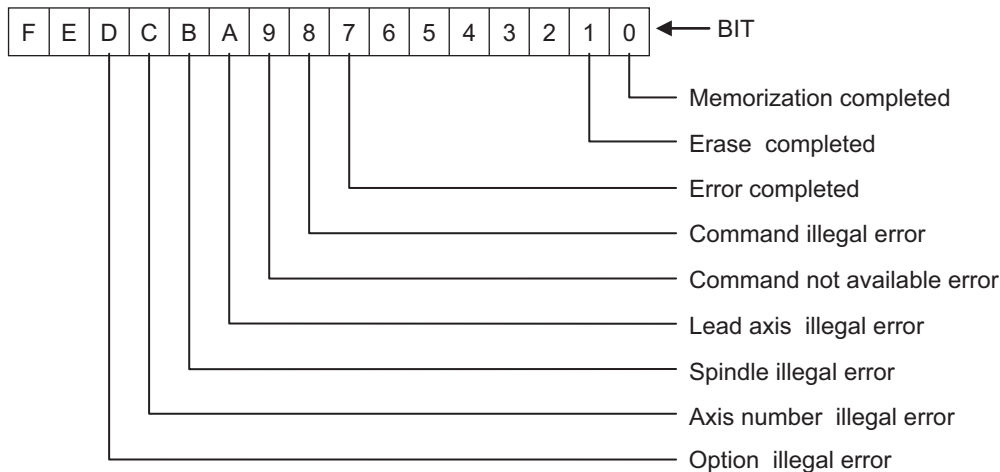 F E D C B A 9 8 7 6 5 4 3 2 1 0 BIT
Memorization completed
Erase completed
Error completed
Command illegal error
Command not available error
Lead axis illegal error
Spindle illegal error
Axis number illegal error
Option illegal error